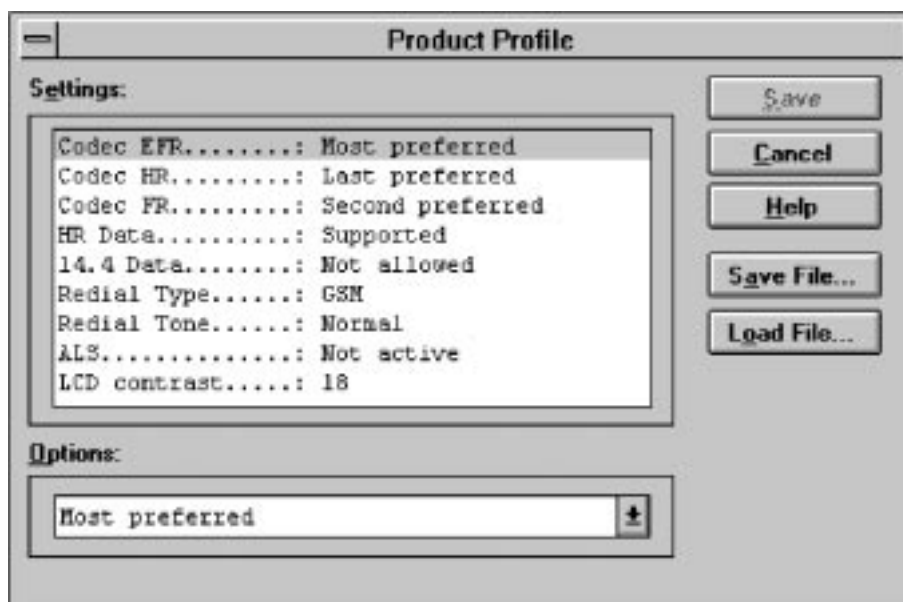 Product Profile
Settings:
Codec EFR........: Most preferred
Codec HR.........: Last preferred
Codec FR.........: Second preferred
HR Data..........: Supported
14.4 Data........: Not allowed
Redial Type......: GSM
Redial Tone......: Normal
ALS..............: Not active
LCD contrast.....: 18
Options:
Most preferred
Save
Cancel
Help
Save File...
Load File...